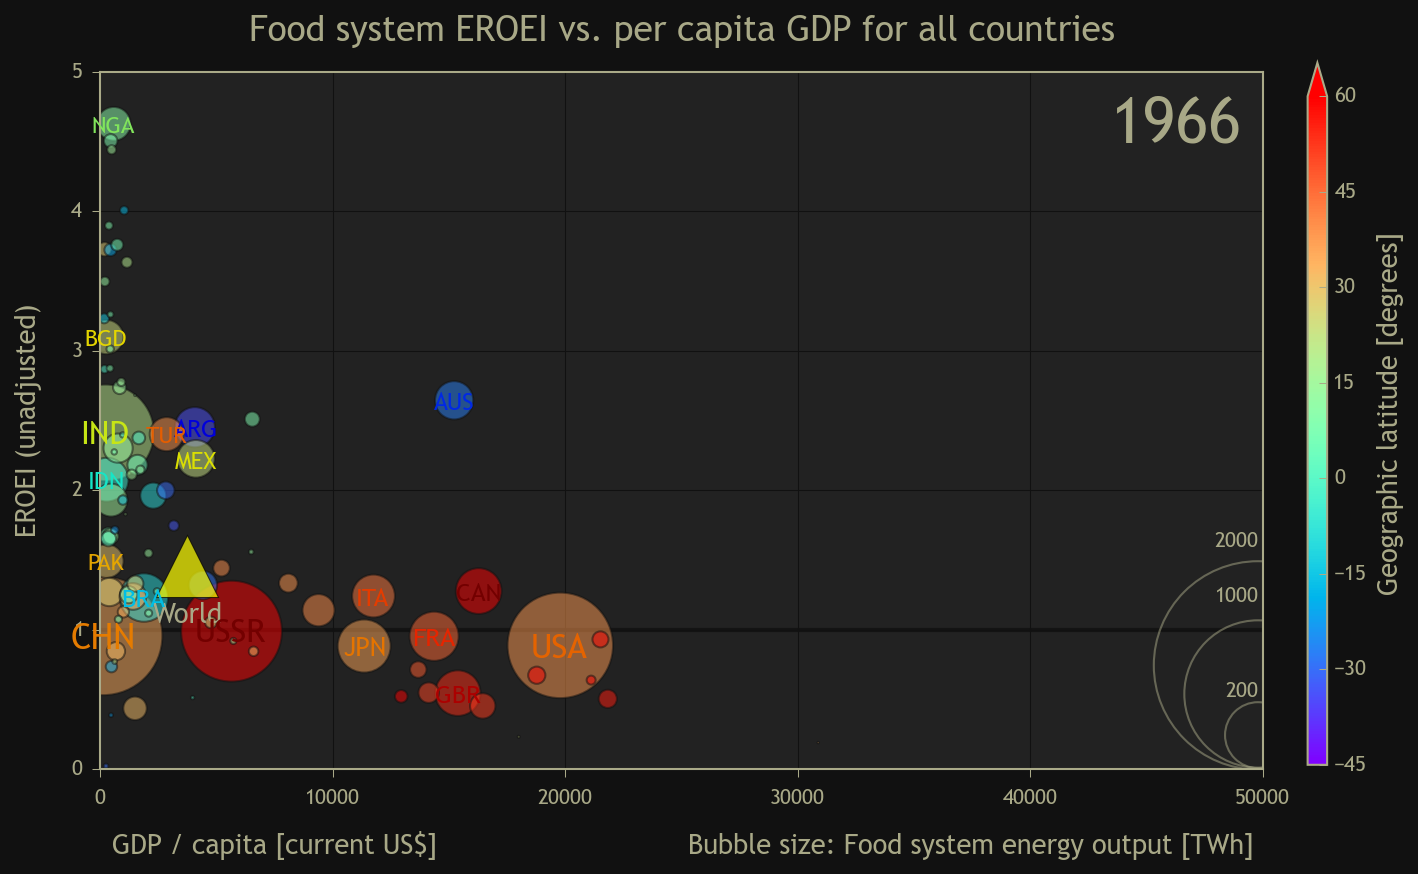 Food system EROEI vs. per capita GDP for all countries
1966
5
4
3
2
1
0
EROEI (unadjusted)
NGA
BGD
AUS
IND
TUR
ARG
MEX
IDN
PAK
BRA
World
CHN
USSR
ITA
CAN
JPN
FRA
USA
GBR
2000
1000
200
0
10000
20000
30000
40000
50000
GDP / capita [current US$]
Bubble size: Food system energy output [TWh]
60
45
30
15
0
−15
−30
−45
Geographic latitude [degrees]